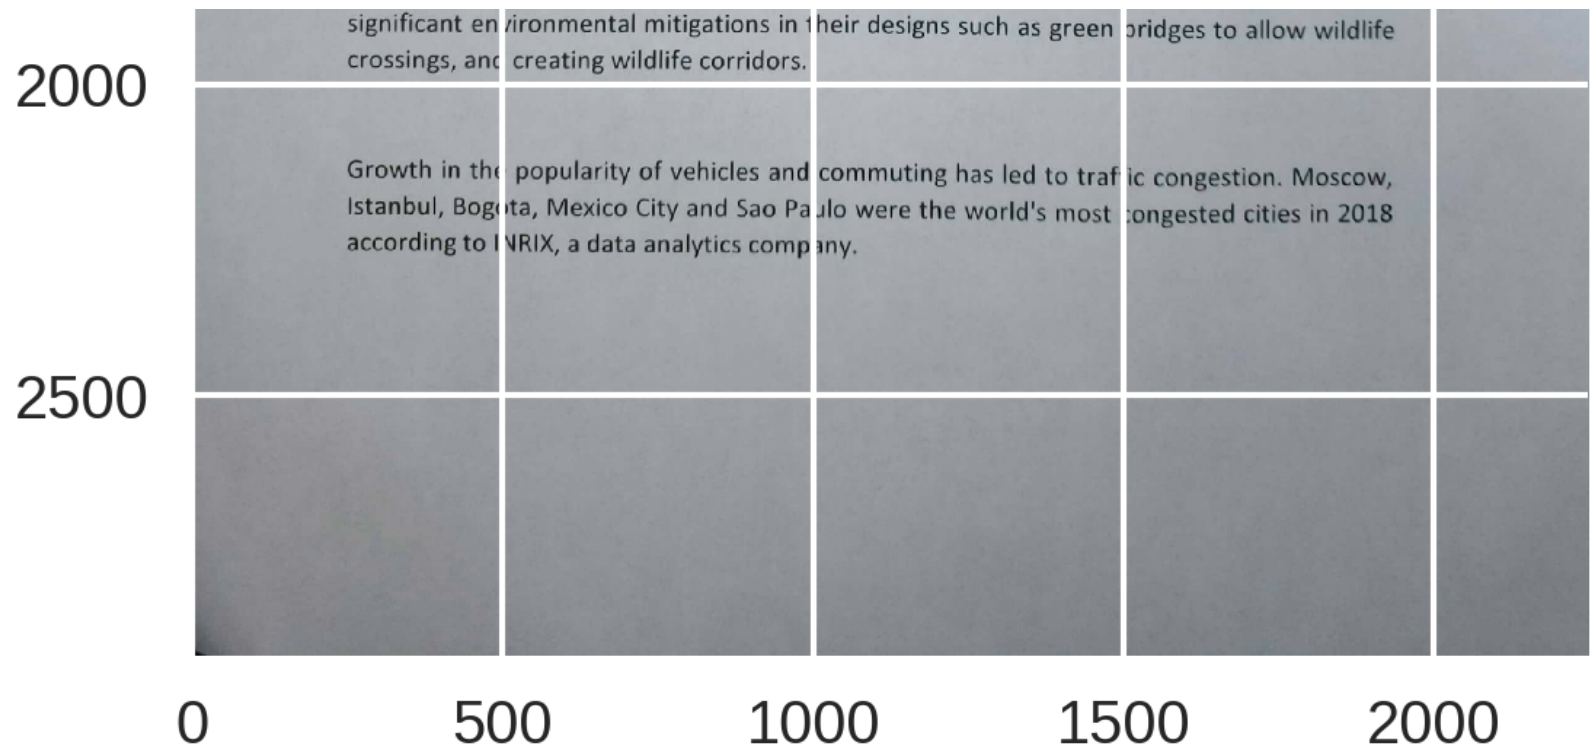 significant environmental mitigations in their designs such as green bridges to allow wildlife
crossings, and creating wildlife corridors.
2000
Growth in the popularity of vehicles and commuting has led to traffic congestion. Moscow,
Istanbul, Bogota, Mexico City and Sao Paulo were the world's most congested cities in 2018
according to INRIX, a data analytics company.
2500
0 500 1000 1500 2000